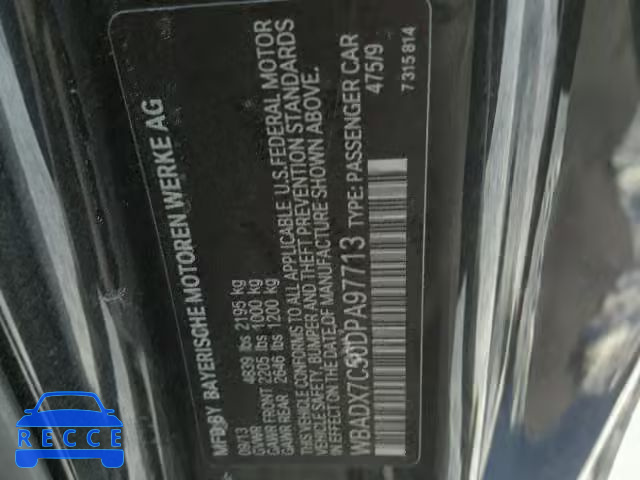 MFD BY BAYERISCHE MOTOREN WERKE AG
09/13
GVWR 4839 lbs 2195 kg
GAWR FRONT 2205 lbs 1000 kg
GAWR REAR 2646 lbs 1200 kg
THIS VEHICLE CONFORMS TO ALL APPLICABLE U.S. FEDERAL MOTOR
VEHICLE SAFETY, BUMPER AND THEFT PREVENTION STANDARDS
IN EFFECT ON THE DATE OF MANUFACTURE SHOWN ABOVE.
WBADX7C50DPA97713 TYPE: PASSENGER CAR
475/9
7315814